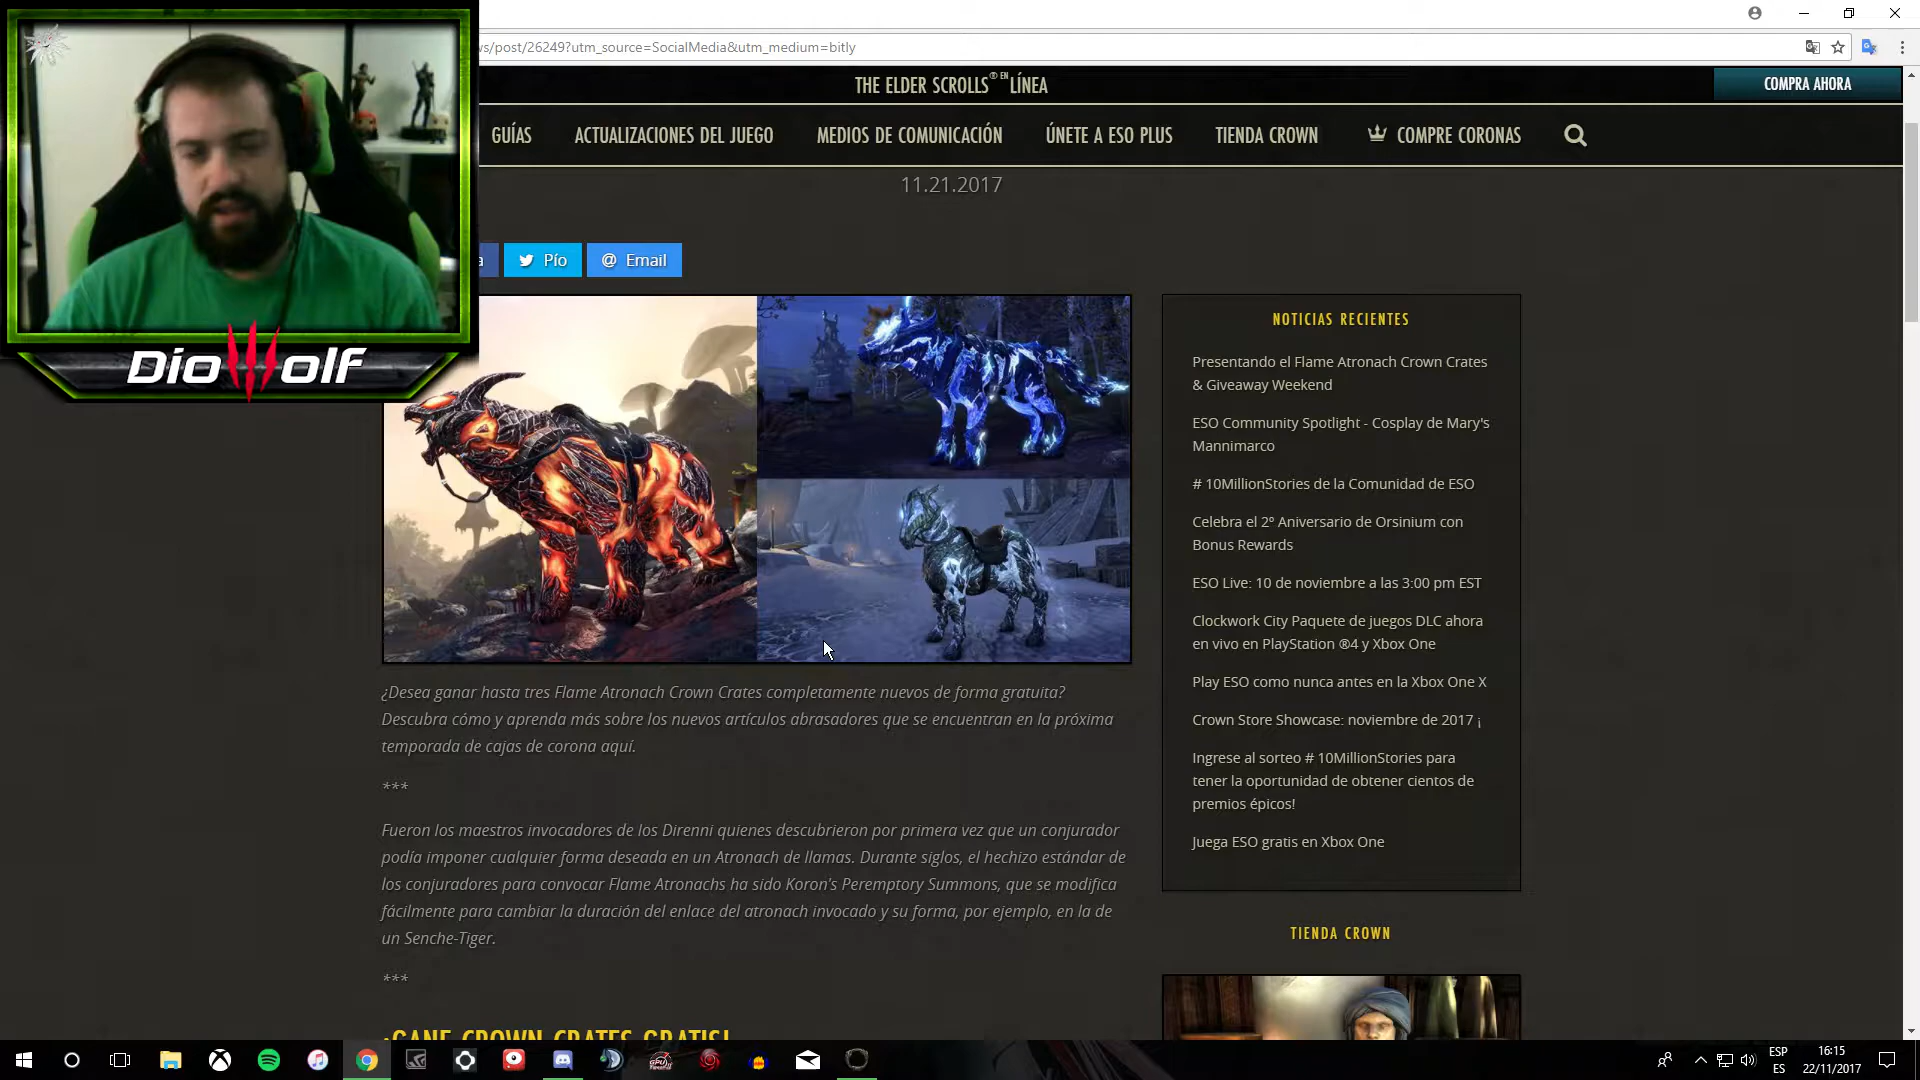 ws/post/26249?utm_source=SocialMedia&utm_medium=bitly
THE ELDER SCROLLS® EN LÍNEA
COMPRA AHORA
GUÍAS
ACTUALIZACIONES DEL JUEGO
MEDIOS DE COMUNICACIÓN
ÚNETE A ESO PLUS
TIENDA CROWN
COMPRE CORONAS
11.21.2017
a
Pío
@ Email
Dio Wolf
NOTICIAS RECIENTES
Presentando el Flame Atronach Crown Crates
& Giveaway Weekend
ESO Community Spotlight - Cosplay de Mary's
Mannimarco
# 10MillionStories de la Comunidad de ESO
Celebra el 2º Aniversario de Orsinium con
Bonus Rewards
ESO Live: 10 de noviembre a las 3:00 pm EST
Clockwork City Paquete de juegos DLC ahora
en vivo en PlayStation ®4 y Xbox One
Play ESO como nunca antes en la Xbox One X
Crown Store Showcase: noviembre de 2017 ¡
Ingrese al sorteo # 10MillionStories para
tener la oportunidad de obtener cientos de
premios épicos!
Juega ESO gratis en Xbox One
TIENDA CROWN
¿Desea ganar hasta tres Flame Atronach Crown Crates completamente nuevos de forma gratuita?
Descubra cómo y aprenda más sobre los nuevos artículos abrasadores que se encuentran en la próxima
temporada de cajas de corona aquí.
***
Fueron los maestros invocadores de los Direnni quienes descubrieron por primera vez que un conjurador
podía imponer cualquier forma deseada en un Atronach de llamas. Durante siglos, el hechizo estándar de
los conjuradores para convocar Flame Atronachs ha sido Koron's Peremptory Summons, que se modifica
fácilmente para cambiar la duración del enlace del atronach invocado y su forma, por ejemplo, en la de
un Senche-Tiger.
***
¡GANE CROWN CRATES GRATIS!
ESP
ES
16:15
22/11/2017